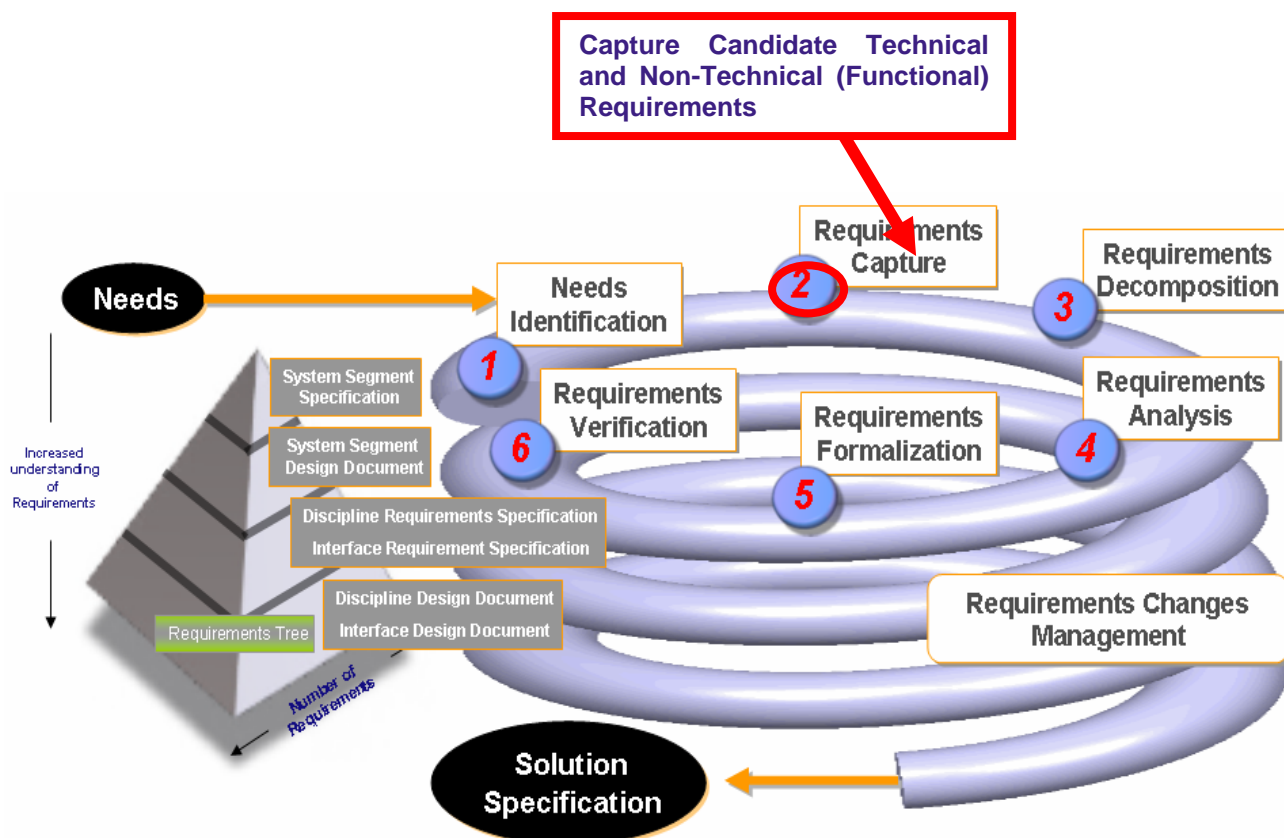 Capture Candidate Technical
and Non-Technical (Functional)
Requirements
Needs
Needs
Identification
1
Requirements
Capture
2
Requirements
Decomposition
3
Requirements
Analysis
4
Requirements
Formalization
5
Requirements
Verification
6
Increased
understanding
of
Requirements
System Segment
Specification
System Segment
Design Document
Discipline Requirements Specification
Interface Requirement Specification
Discipline Design Document
Interface Design Document
Requirements Tree
Number of
Requirements
Requirements Changes
Management
Solution
Specification